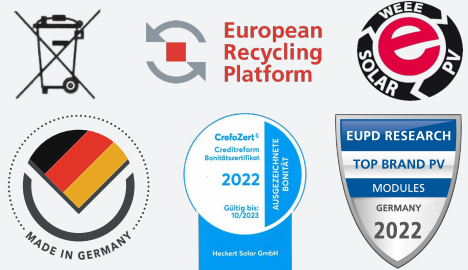 European
Recycling
Platform
WEEE
SOLAR
PV
e
MADE IN GERMANY
CrefoZert
Creditreform
Bonitätszertifikat
2022
Gültig bis:
10/2023
AUSGEZEICHNETE
BONITÄT
Heckert Solar GmbH
EUPD RESEARCH
TOP BRAND PV
MODULES
GERMANY
2022